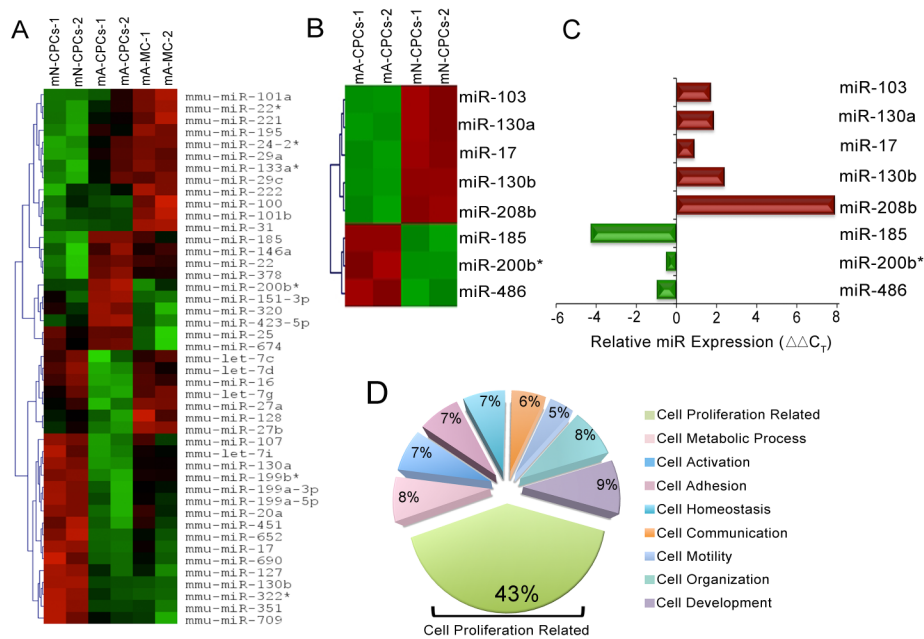 A
mN-CPCs-1
mN-CPCs-2
mA-CPCs-1
mA-CPCs-2
mA-MC-1
mA-MC-2
mmu-miR-101a
mmu-miR-22*
mmu-miR-221
mmu-miR-195
mmu-miR-24-2*
mmu-miR-29a
mmu-miR-133a*
mmu-miR-29c
mmu-miR-222
mmu-miR-100
mmu-miR-101b
mmu-miR-31
mmu-miR-185
mmu-miR-146a
mmu-miR-22
mmu-miR-378
mmu-miR-200b*
mmu-miR-151-3p
mmu-miR-320
mmu-miR-423-5p
mmu-miR-25
mmu-miR-674
mmu-let-7c
mmu-let-7d
mmu-miR-16
mmu-let-7g
mmu-miR-27a
mmu-miR-128
mmu-miR-27b
mmu-miR-107
mmu-let-7i
mmu-miR-130a
mmu-miR-199b*
mmu-miR-199a-3p
mmu-miR-199a-5p
mmu-miR-20a
mmu-miR-451
mmu-miR-652
mmu-miR-17
mmu-miR-690
mmu-miR-127
mmu-miR-130b
mmu-miR-322*
mmu-miR-351
mmu-miR-709
B
mA-CPCs-1
mA-CPCs-2
mN-CPCs-1
mN-CPCs-2
miR-103
miR-130a
miR-17
miR-130b
miR-208b
miR-185
miR-200b*
miR-486
C
miR-103
miR-130a
miR-17
miR-130b
miR-208b
miR-185
miR-200b*
miR-486
-6 -4 -2 0 2 4 6 8
Relative miR Expression (△△CT)
D
7%
6%
5%
7%
8%
7%
9%
8%
43%
Cell Proliferation Related
Cell Proliferation Related
Cell Metabolic Process
Cell Activation
Cell Adhesion
Cell Homeostasis
Cell Communication
Cell Motility
Cell Organization
Cell Development